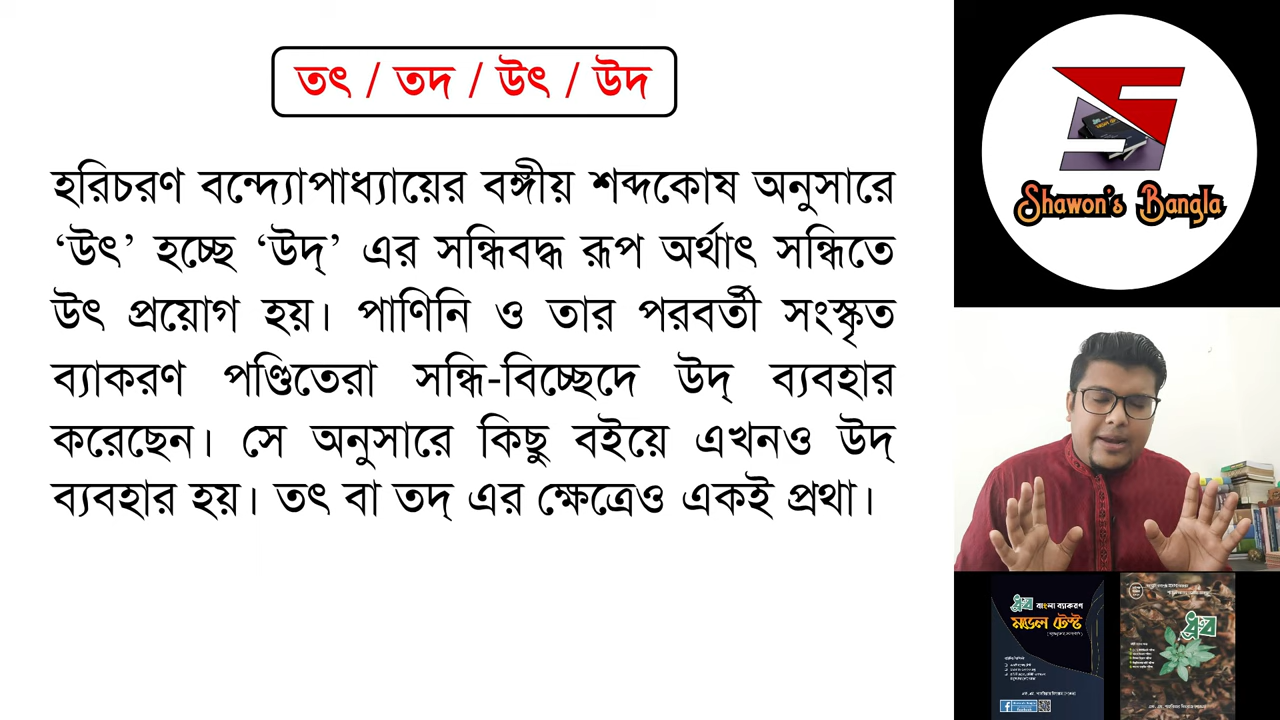 তৎ / তদ / উৎ / উদ
হরিচরণ বন্দ্যোপাধ্যায়ের বঙ্গীয় শব্দকোষ অনুসারে
‘উৎ’ হচ্ছে ‘উদ্’ এর সন্ধিবদ্ধ রূপ অর্থাৎ সন্ধিতে
উৎ প্রয়োগ হয়। পাণিনি ও তার পরবর্তী সংস্কৃত
ব্যাকরণ পণ্ডিতেরা সন্ধি-বিচ্ছেদে উদ্ ব্যবহার
করেছেন। সে অনুসারে কিছু বইয়ে এখনও উদ্
ব্যবহার হয়। তৎ বা তদ্ এর ক্ষেত্রেও একই প্রথা।
Shawon's Bangla
বাংলা ব্যাকরণ
মডেল টেস্ট